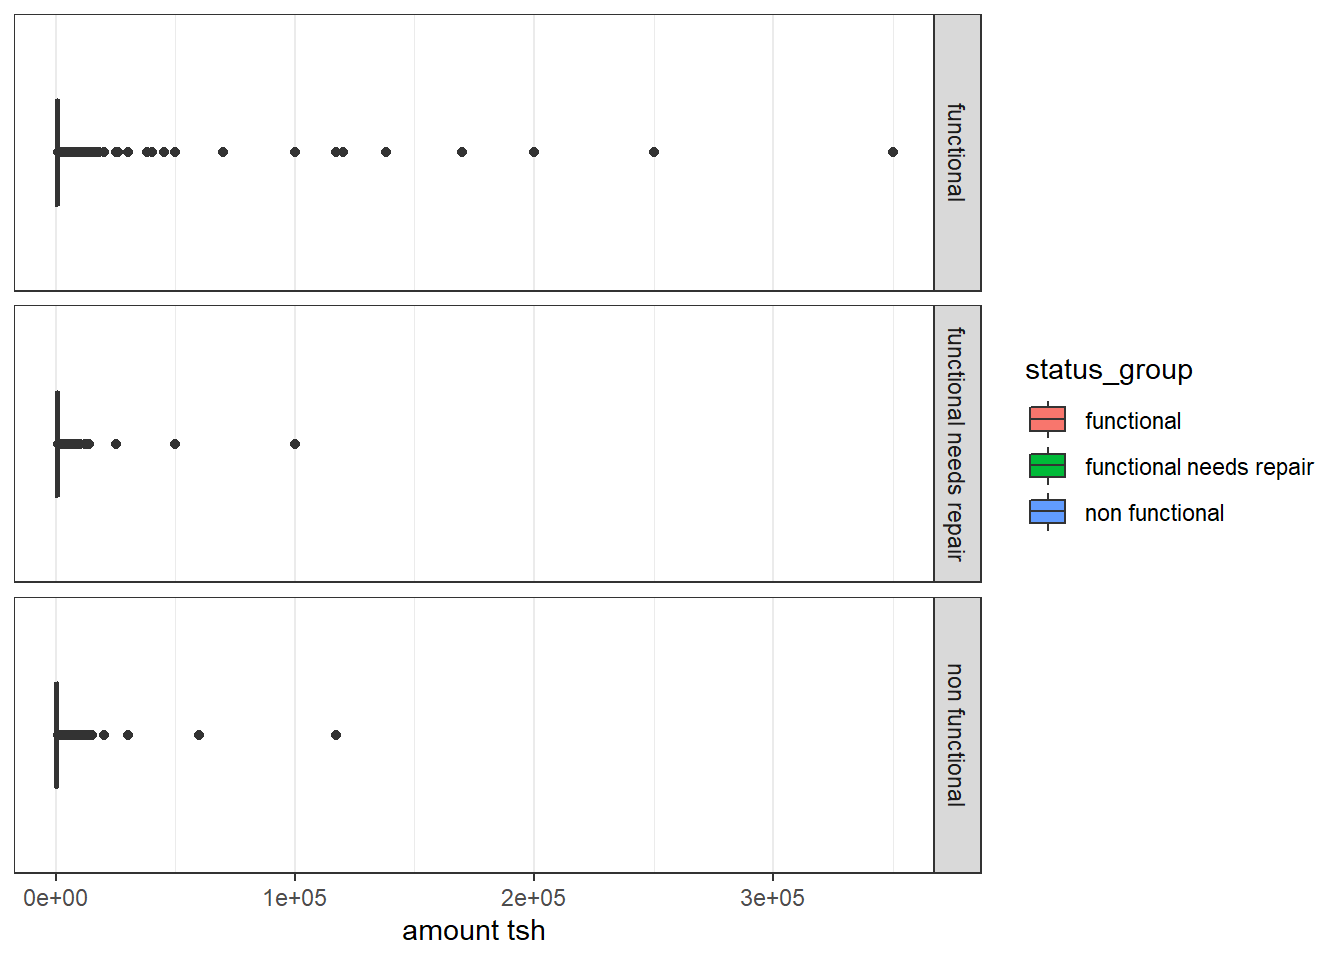 functional
functional needs repair
non functional
0e+00 1e+05 2e+05 3e+05
amount tsh
status_group
functional
functional needs repair
non functional